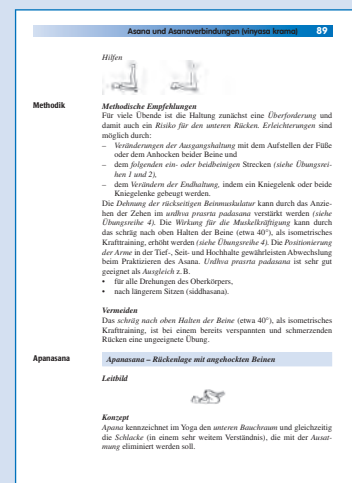 Asana und Asanaverbindungen (vinyasa krama) 89
Hilfen
Methodik
Methodische Empfehlungen
Für viele Übende ist die Haltung zunächst eine Überforderung und
damit auch ein Risiko für den unteren Rücken. Erleichterungen sind
möglich durch:
– Veränderungen der Ausgangshaltung mit dem Aufstellen der Füße
oder dem Anhocken beider Beine und
– dem folgenden ein- oder beidbeinigen Strecken (siehe Übungsrei-
hen 1 und 2),
– dem Verändern der Endhaltung, indem ein Kniegelenk oder beide
Kniegelenke gebeugt werden.
Die Dehnung der rückseitigen Beinmuskulatur kann durch das Anzie-
hen der Zehen im urdhva prasrta padasana verstärkt werden (siehe
Übungsreihe 4). Die Wirkung für die Muskelkräftigung kann durch
das schräg nach oben Halten der Beine (etwa 40°), als isometrisches
Krafttraining, erhöht werden (siehe Übungsreihe 4). Die Positionierung
der Arme in der Tief-, Seit- und Hochhalte gewährleisten Abwechslung
beim Praktizieren des Asana. Urdhva prasrta padasana ist sehr gut
geeignet als Ausgleich z. B.
• für alle Drehungen des Oberkörpers,
• nach längerem Sitzen (siddhasana).
Vermeiden
Das schräg nach oben Halten der Beine (etwa 40°), als isometrisches
Krafttraining, ist bei einem bereits verspannten und schmerzenden
Rücken eine ungeeignete Übung.
Apanasana
Apanasana – Rückenlage mit angehockten Beinen
Leitbild
Konzept
Apana kennzeichnet im Yoga den unteren Bauchraum und gleichzeitig
die Schlacke (in einem sehr weitem Verständnis), die mit der Ausat-
mung eliminiert werden soll.